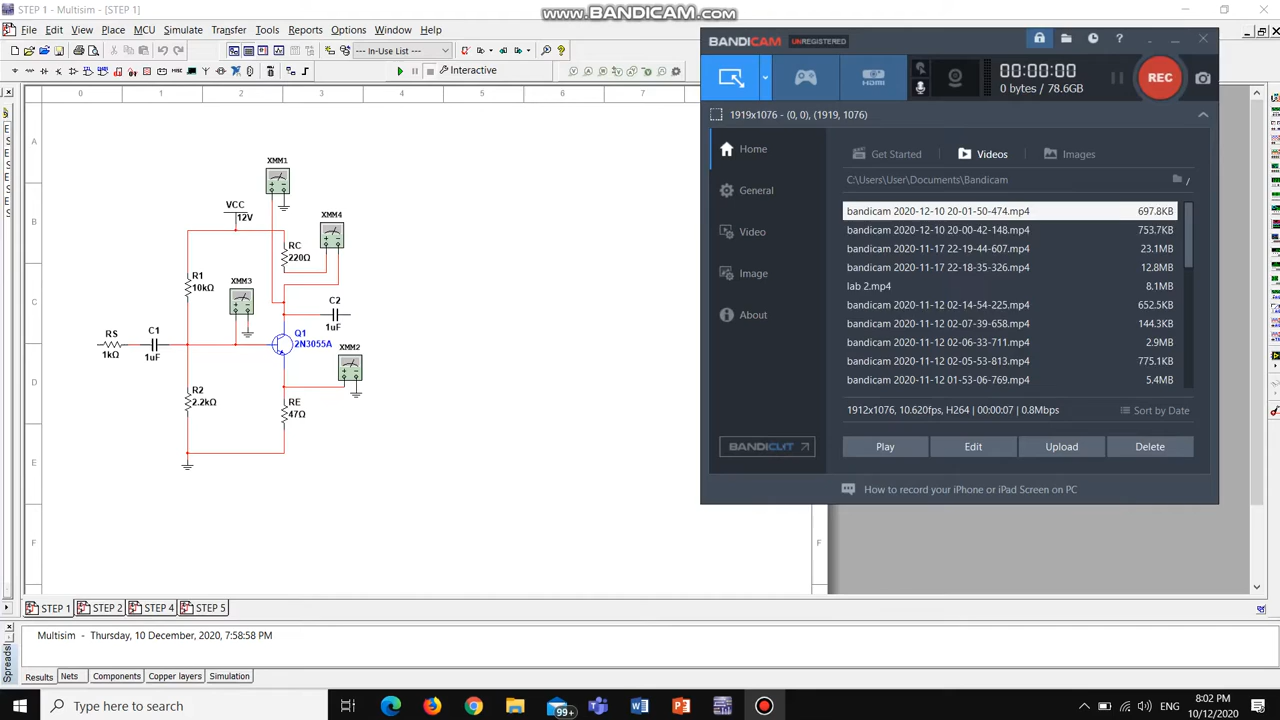 STEP 1 - Multisim - [STEP 1]
www.BANDICAM.com
File Edit View Place MCU Simulate Transfer Tools Reports Options Window Help
In-Use List
Interactive
0 1 2 3 4 5 6 7
A
B
C
D
E
F
F
XMM1
VCC
12V
XMM4
RC
220Ω
R1
10kΩ
XMM3
C2
1uF
RS
1kΩ
C1
1uF
Q1
2N3055A
XMM2
R2
2.2kΩ
RE
47Ω
BANDICAM UNREGISTERED
HDMI
00:00:00
0 bytes / 78.6GB
REC
1919x1076 - (0, 0), (1919, 1076)
Home
General
Video
Image
About
BANDICUT
Get Started Videos Images
C:\Users\User\Documents\Bandicam
bandicam 2020-12-10 20-01-50-474.mp4 697.8KB
bandicam 2020-12-10 20-00-42-148.mp4 753.7KB
bandicam 2020-11-17 22-19-44-607.mp4 23.1MB
bandicam 2020-11-17 22-18-35-326.mp4 12.8MB
lab 2.mp4 8.1MB
bandicam 2020-11-12 02-14-54-225.mp4 652.5KB
bandicam 2020-11-12 02-07-39-658.mp4 144.3KB
bandicam 2020-11-12 02-06-33-711.mp4 2.9MB
bandicam 2020-11-12 02-05-53-813.mp4 775.1KB
bandicam 2020-11-12 01-53-06-769.mp4 5.4MB
1912x1076, 10.620fps, H264 | 00:00:07 | 0.8Mbps Sort by Date
Play Edit Upload Delete
How to record your iPhone or iPad Screen on PC
STEP 1 STEP 2 STEP 4 STEP 5
Multisim - Thursday, 10 December, 2020, 7:58:58 PM
Results Nets Components Copper layers Simulation
Type here to search
99+
ENG
8:02 PM
10/12/2020